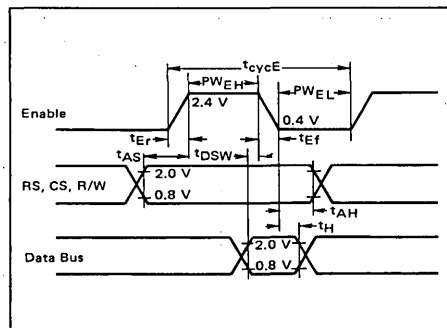 tcycE
PWEH
PWEL
2.4 V
0.4 V
Enable
tEr
tEf
tAS
tDSW
2.0 V
RS, CS, R/W
0.8 V
tAH
tH
2.0 V
Data Bus
0.8 V